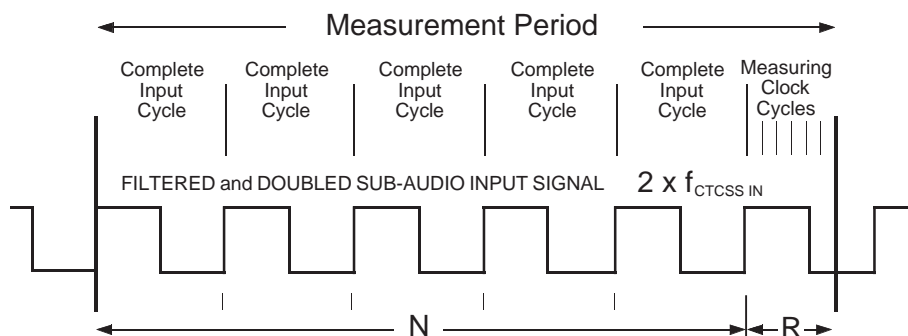 Measurement Period
Complete Input Cycle
Complete Input Cycle
Complete Input Cycle
Complete Input Cycle
Complete Input Cycle
Measuring Clock Cycles
FILTERED and DOUBLED SUB-AUDIO INPUT SIGNAL 2 x fCTCSS IN
N
R